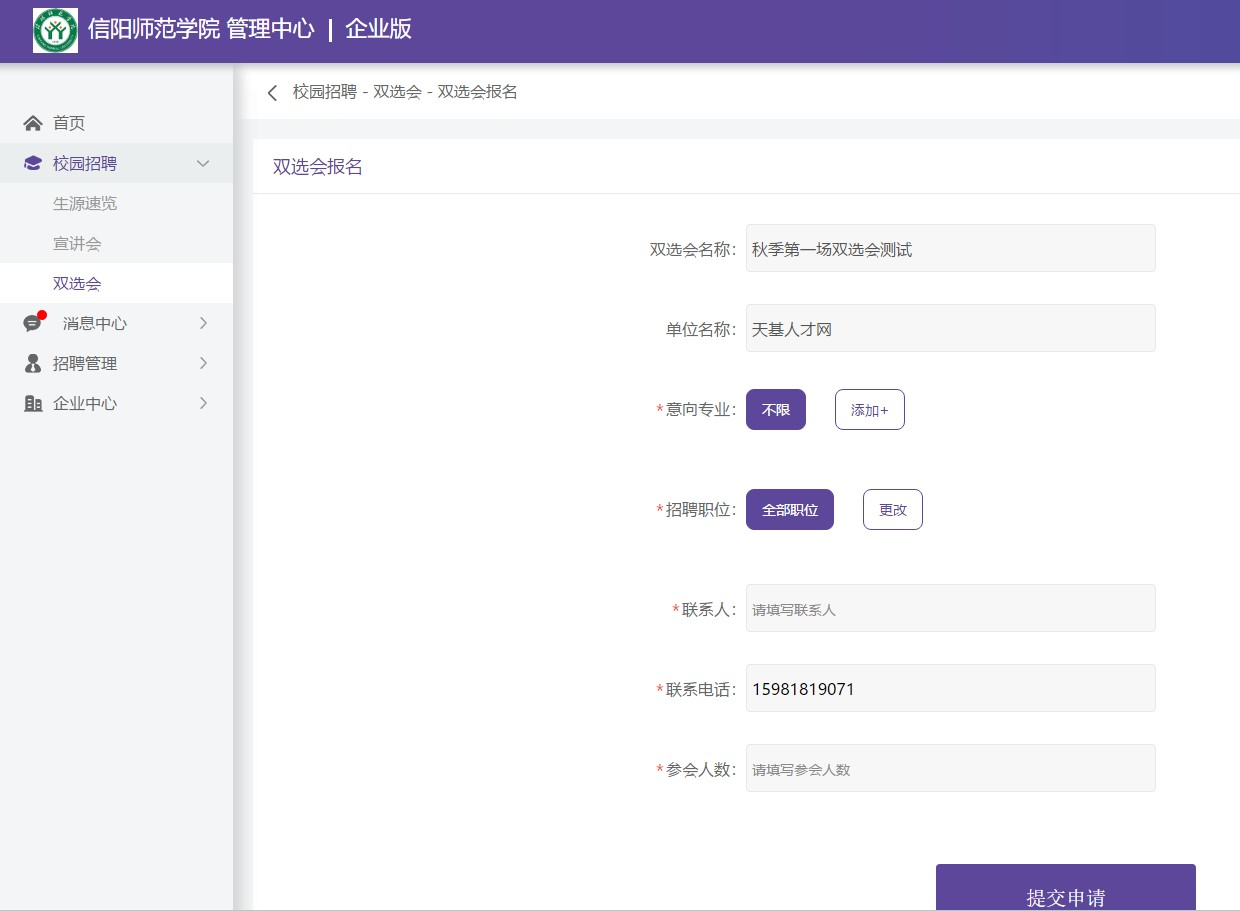 信阳师范学院 管理中心 | 企业版
校园招聘 - 双选会 - 双选会报名
首页
校园招聘
生源速览
宣讲会
双选会
消息中心
招聘管理
企业中心
双选会报名
双选会名称： 秋季第一场双选会测试
单位名称： 天基人才网
*意向专业： 不限 添加+
*招聘职位： 全部职位 更改
*联系人： 请填写联系人
*联系电话： 15981819071
*参会人数： 请填写参会人数
提交申请